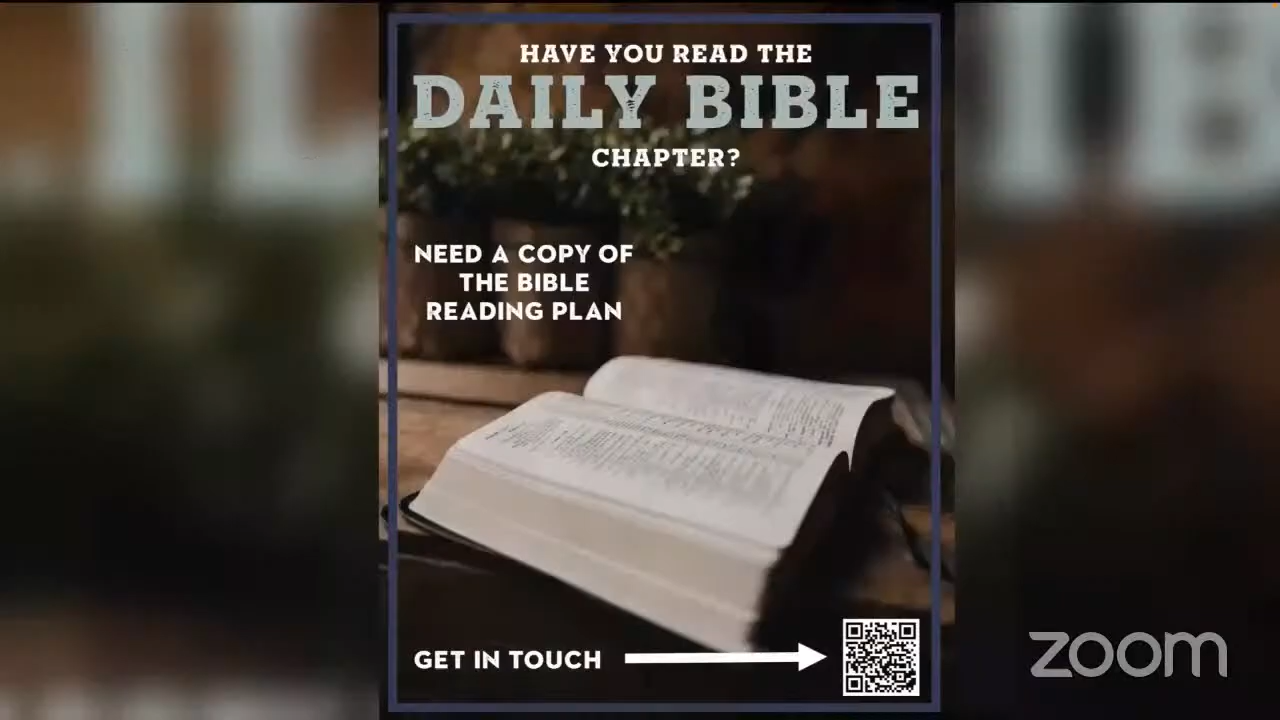 HAVE YOU READ THE
DAILY BIBLE
CHAPTER?
NEED A COPY OF
THE BIBLE
READING PLAN
GET IN TOUCH
zoom